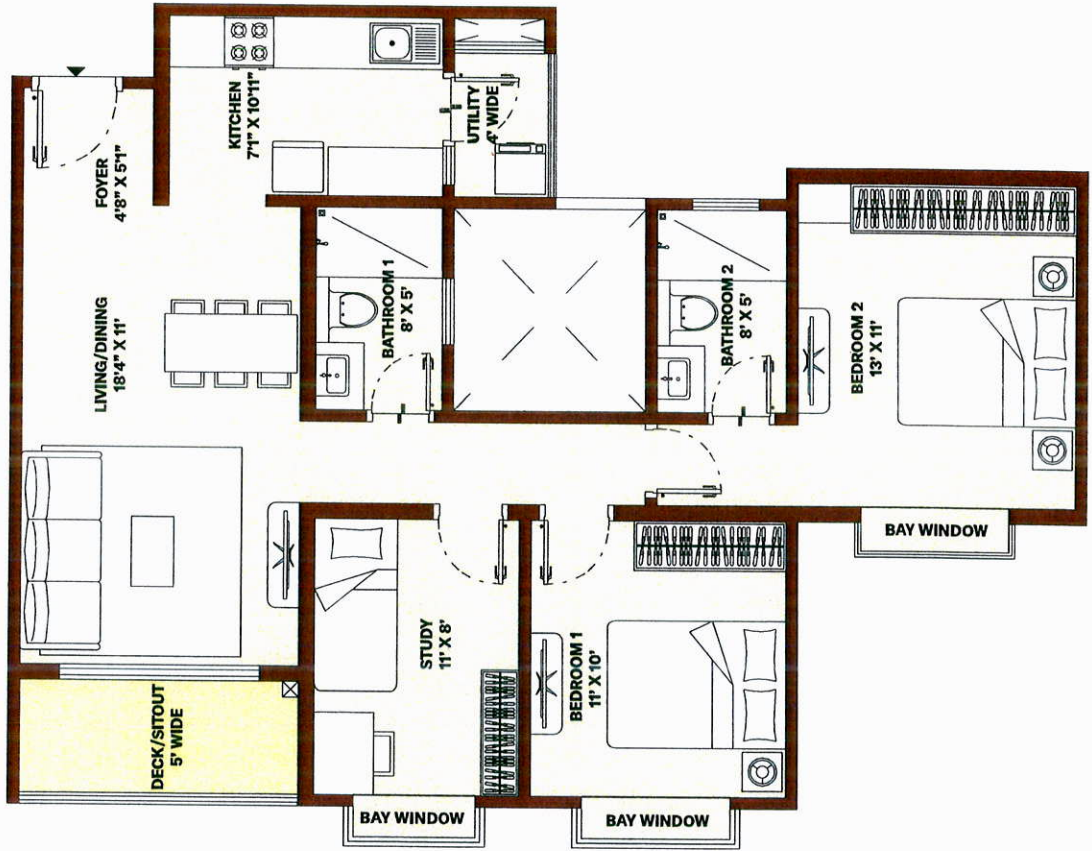 KITCHEN
7'1" X 10'11"
UTILITY
4' WIDE
FOYER
4'8" X 5'1"
LIVING/DINING
18'4" X 11'
BATHROOM 1
8' X 5'
BATHROOM 2
8' X 5'
BEDROOM 2
13' X 11'
BAY WINDOW
STUDY
11' X 8'
BEDROOM 1
11' X 10'
DECK/SITOUT
5' WIDE
BAY WINDOW
BAY WINDOW